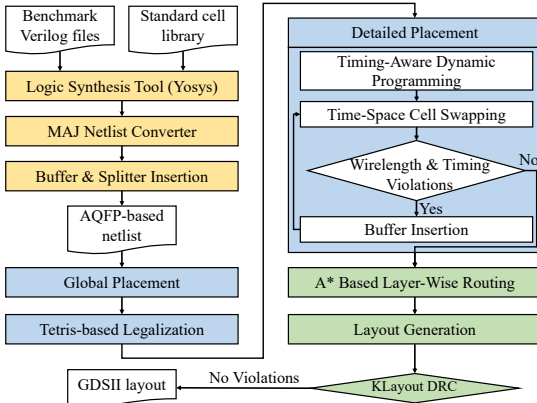 Benchmark
Verilog files
Standard cell
library
Logic Synthesis Tool (Yosys)
MAJ Netlist Converter
Buffer & Splitter Insertion
AQFP-based
netlist
Global Placement
Tetris-based Legalization
Detailed Placement
Timing-Aware Dynamic
Programming
Time-Space Cell Swapping
Wirelength & Timing
Violations
No
Yes
Buffer Insertion
A* Based Layer-Wise Routing
Layout Generation
KLayout DRC
No Violations
GDSII layout